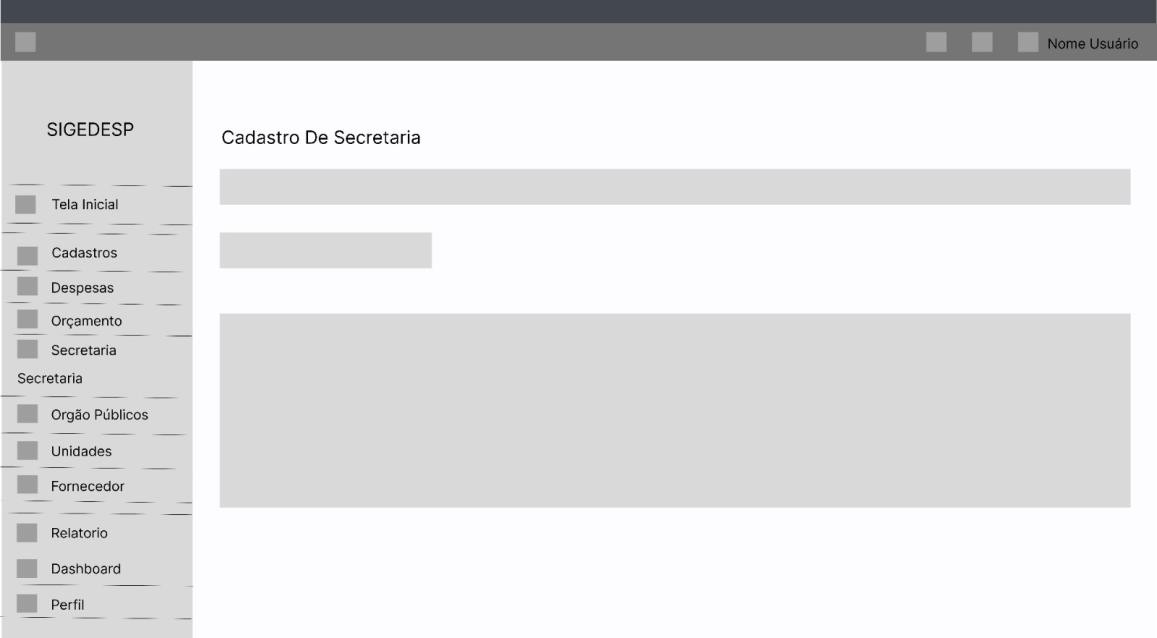 Nome Usuário
SIGEDESP
Cadastro De Secretaria
Tela Inicial
Cadastros
Despesas
Orçamento
Secretaria
Secretaria
Orgão Públicos
Unidades
Fornecedor
Relatorio
Dashboard
Perfil